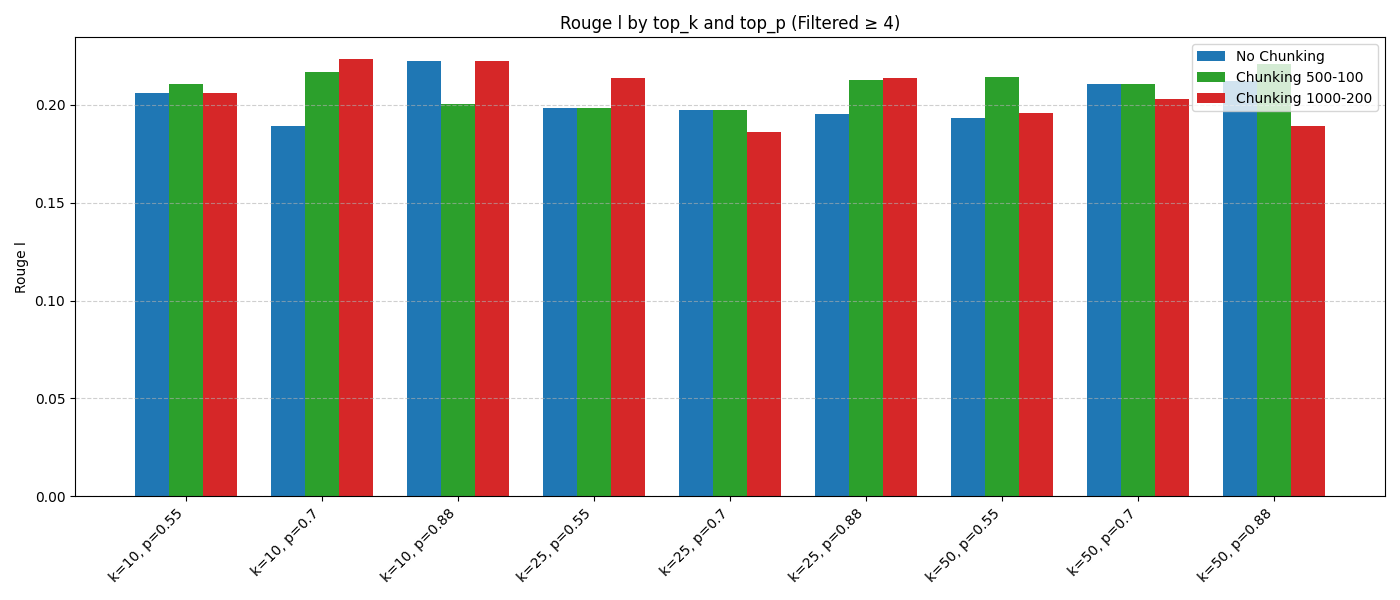 Rouge l by top_k and top_p (Filtered ≥ 4)
No Chunking
Chunking 500-100
Chunking 1000-200
Rouge l
0.20
0.15
0.10
0.05
0.00
k=10, p=0.55
k=10, p=0.7
k=10, p=0.88
k=25, p=0.55
k=25, p=0.7
k=25, p=0.88
k=50, p=0.55
k=50, p=0.7
k=50, p=0.88